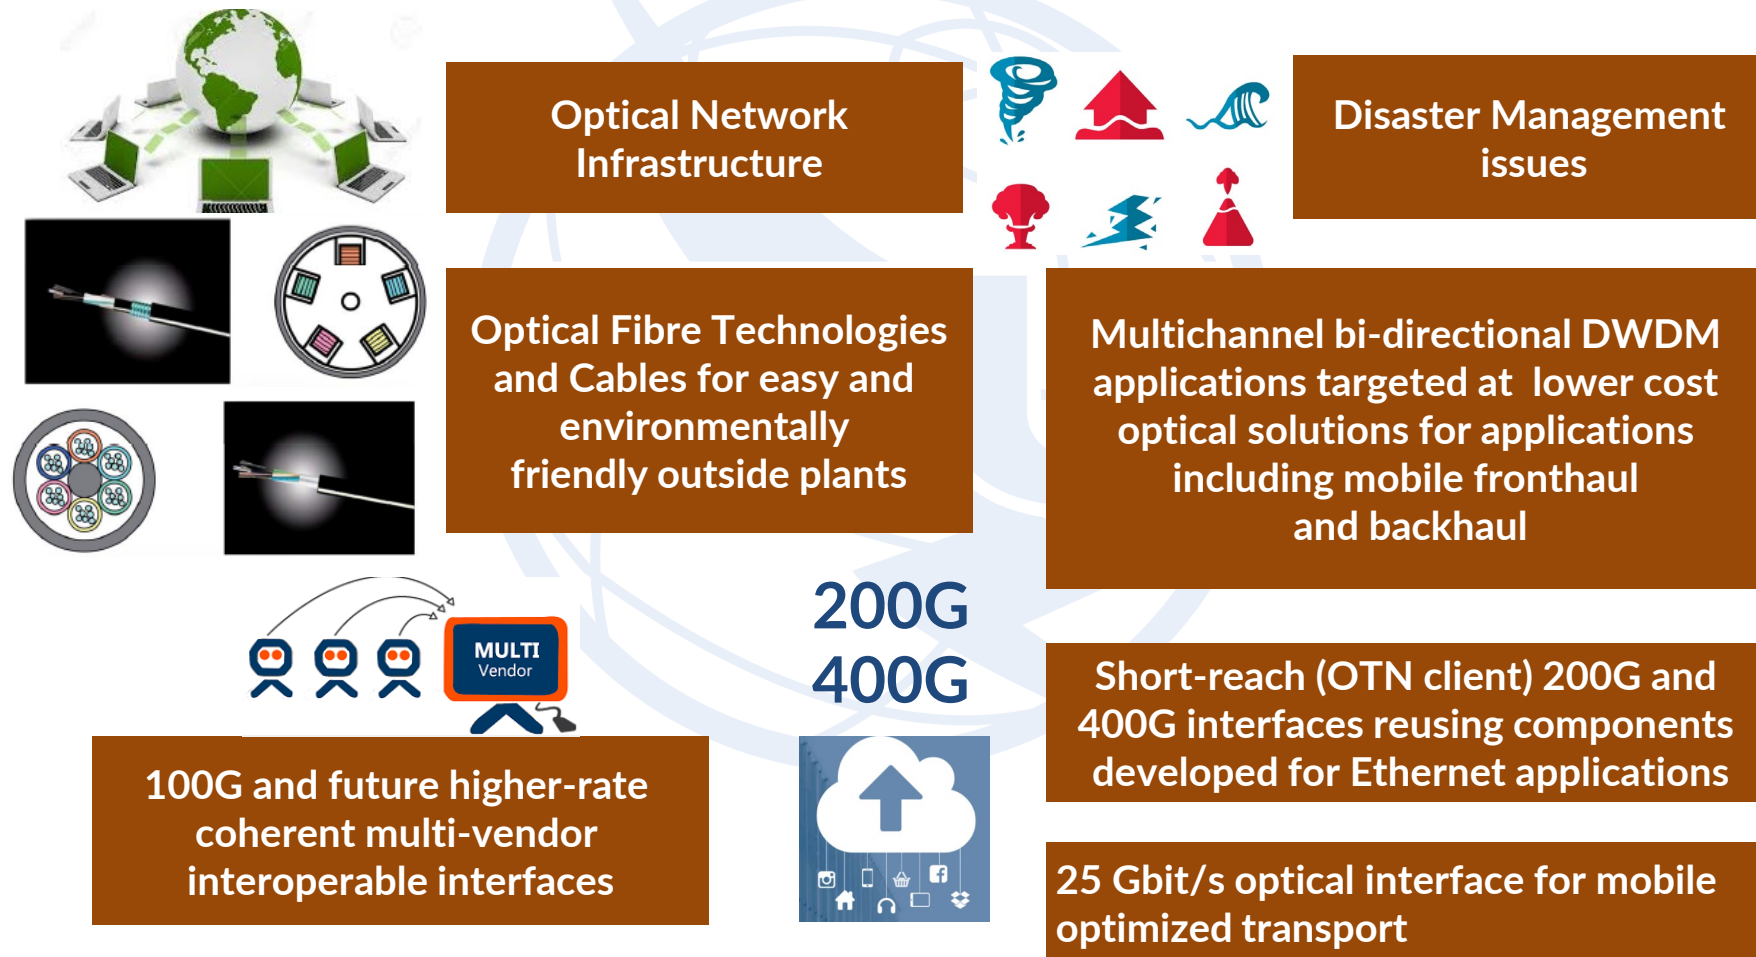 Optical Network
Infrastructure
Disaster Management
issues
Optical Fibre Technologies
and Cables for easy and
environmentally
friendly outside plants
Multichannel bi-directional DWDM
applications targeted at lower cost
optical solutions for applications
including mobile fronthaul
and backhaul
MULTI
Vendor
100G and future higher-rate
coherent multi-vendor
interoperable interfaces
200G
400G
Short-reach (OTN client) 200G and
400G interfaces reusing components
developed for Ethernet applications
25 Gbit/s optical interface for mobile
optimized transport